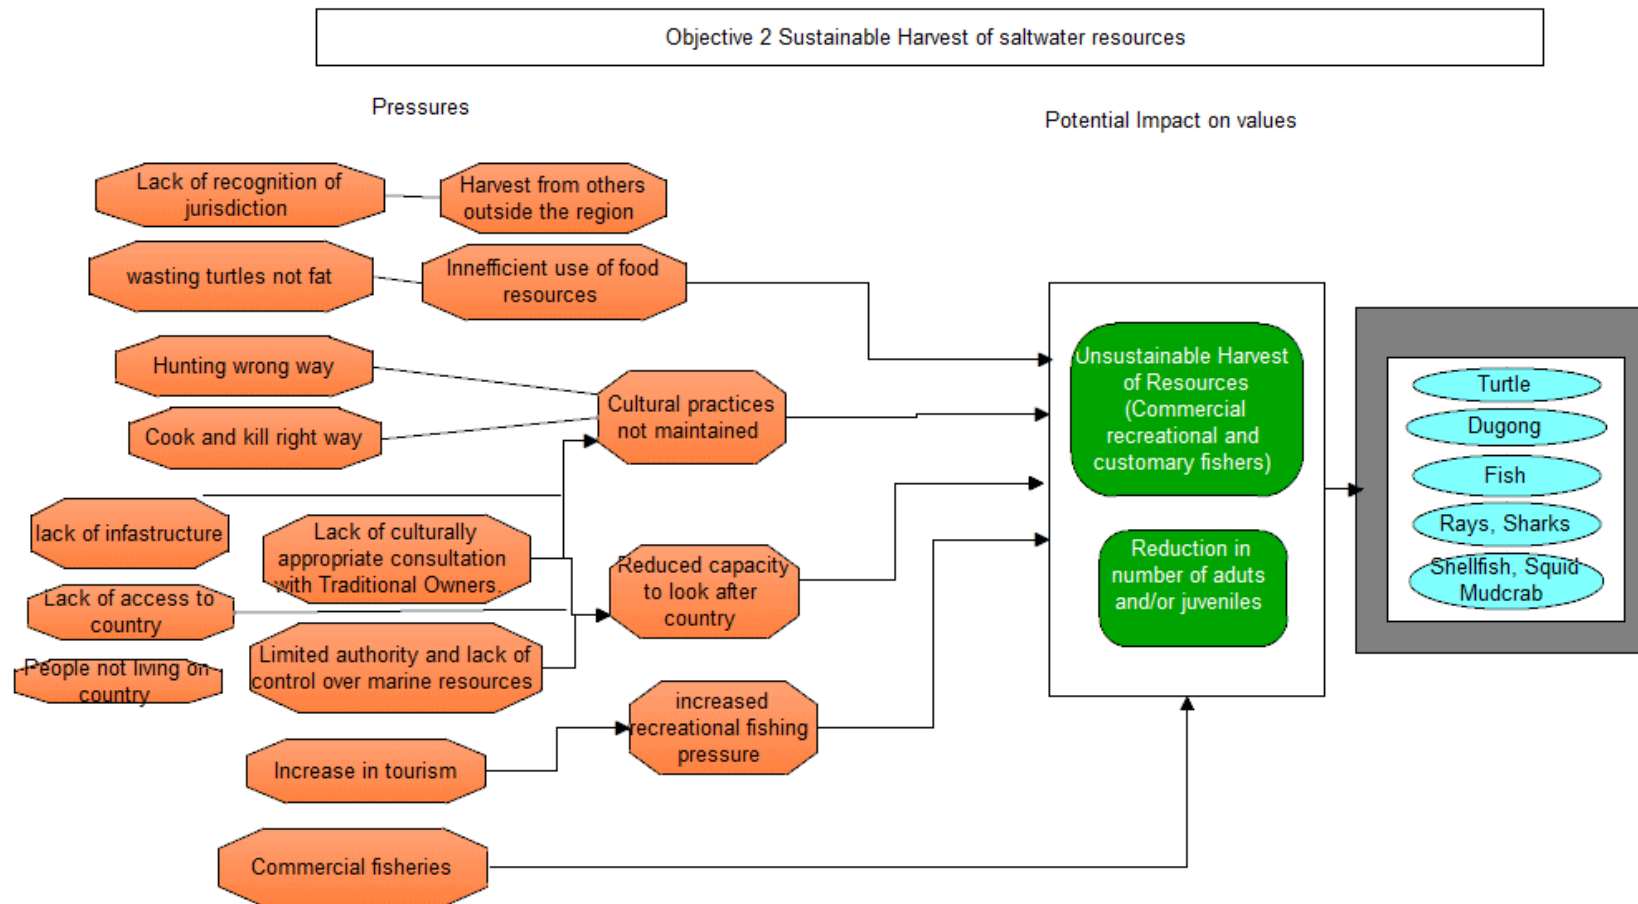 Objective 2 Sustainable Harvest of saltwater resources
Pressures
Potential Impact on values
Lack of recognition of
jurisdiction
Harvest from others
outside the region
wasting turtles not fat
Innefficient use of food
resources
Hunting wrong way
Cook and kill right way
Cultural practices
not maintained
lack of infastructure
Lack of culturally
appropriate consultation
with Traditional Owners.
Lack of access to
country
Reduced capacity
to look after
country
People not living on
country
Limited authority and lack of
control over marine resources
increased
recreational fishing
pressure
Increase in tourism
Commercial fisheries
Unsustainable Harvest
of Resources
(Commercial
recreational and
customary fishers)
Reduction in
number of aduts
and/or juveniles
Turtle
Dugong
Fish
Rays, Sharks
Shellfish, Squid
Mudcrab